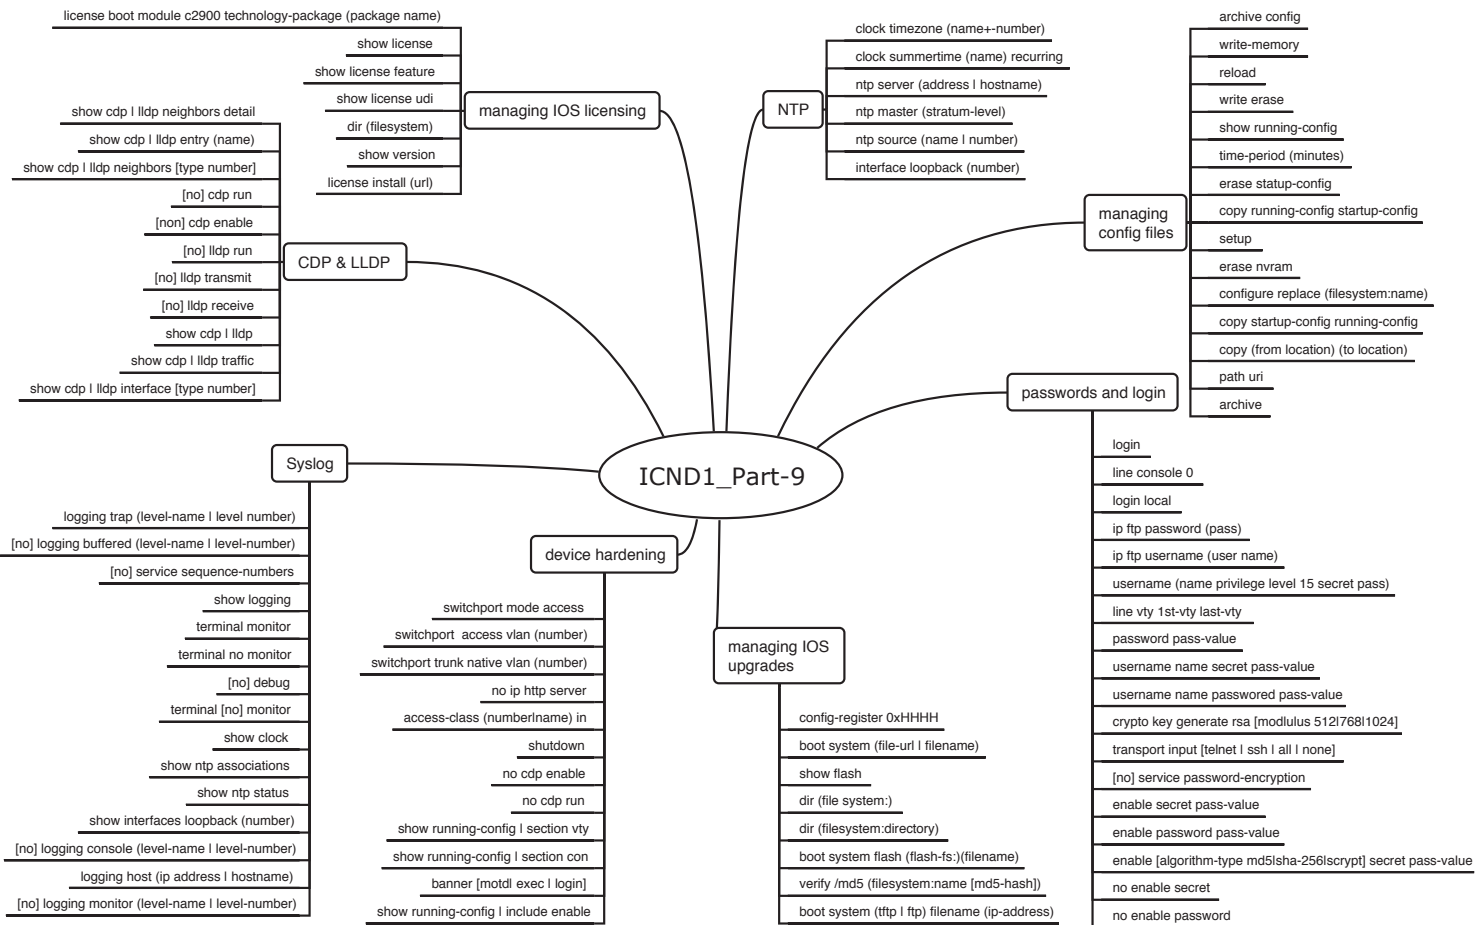 license boot module c2900 technology-package (package name)
show license
show license feature
show license udi
dir (filesystem)
show version
license install (url)
managing IOS licensing
clock timezone (name+-number)
clock summertime (name) recurring
ntp server (address | hostname)
ntp master (stratum-level)
ntp source (name | number)
interface loopback (number)
NTP
archive config
write-memory
reload
write erase
show running-config
time-period (minutes)
erase statup-config
copy running-config startup-config
setup
erase nvram
configure replace (filesystem:name)
copy startup-config running-config
copy (from location) (to location)
path uri
archive
managing
config files
show cdp | lldp neighbors detail
show cdp | lldp entry (name)
show cdp | lldp neighbors [type number]
[no] cdp run
[non] cdp enable
[no] lldp run
[no] lldp transmit
[no] lldp receive
show cdp | lldp
show cdp | lldp traffic
show cdp | lldp interface [type number]
CDP & LLDP
passwords and login
login
line console 0
login local
ip ftp password (pass)
ip ftp username (user name)
username (name privilege level 15 secret pass)
line vty 1st-vty last-vty
password pass-value
username name secret pass-value
username name passwored pass-value
crypto key generate rsa [modlulus 512|768|1024]
transport input [telnet | ssh | all | none]
[no] service password-encryption
enable secret pass-value
enable password pass-value
enable [algorithm-type md5|sha-256|scrypt] secret pass-value
no enable secret
no enable password
ICND1_Part-9
Syslog
logging trap (level-name | level number)
[no] logging buffered (level-name | level-number)
[no] service sequence-numbers
show logging
terminal monitor
terminal no monitor
[no] debug
terminal [no] monitor
show clock
show ntp associations
show ntp status
show interfaces loopback (number)
[no] logging console (level-name | level-number)
logging host (ip address | hostname)
[no] logging monitor (level-name | level-number)
device hardening
switchport mode access
switchport  access vlan (number)
switchport trunk native vlan (number)
no ip http server
access-class (number|name) in
shutdown
no cdp enable
no cdp run
show running-config | section vty
show running-config | section con
banner [motd| exec | login]
show running-config | include enable
managing IOS
upgrades
config-register 0xHHHH
boot system (file-url | filename)
show flash
dir (file system:)
dir (filesystem:directory)
boot system flash (flash-fs:)(filename)
verify /md5 (filesystem:name [md5-hash])
boot system (tftp | ftp) filename (ip-address)